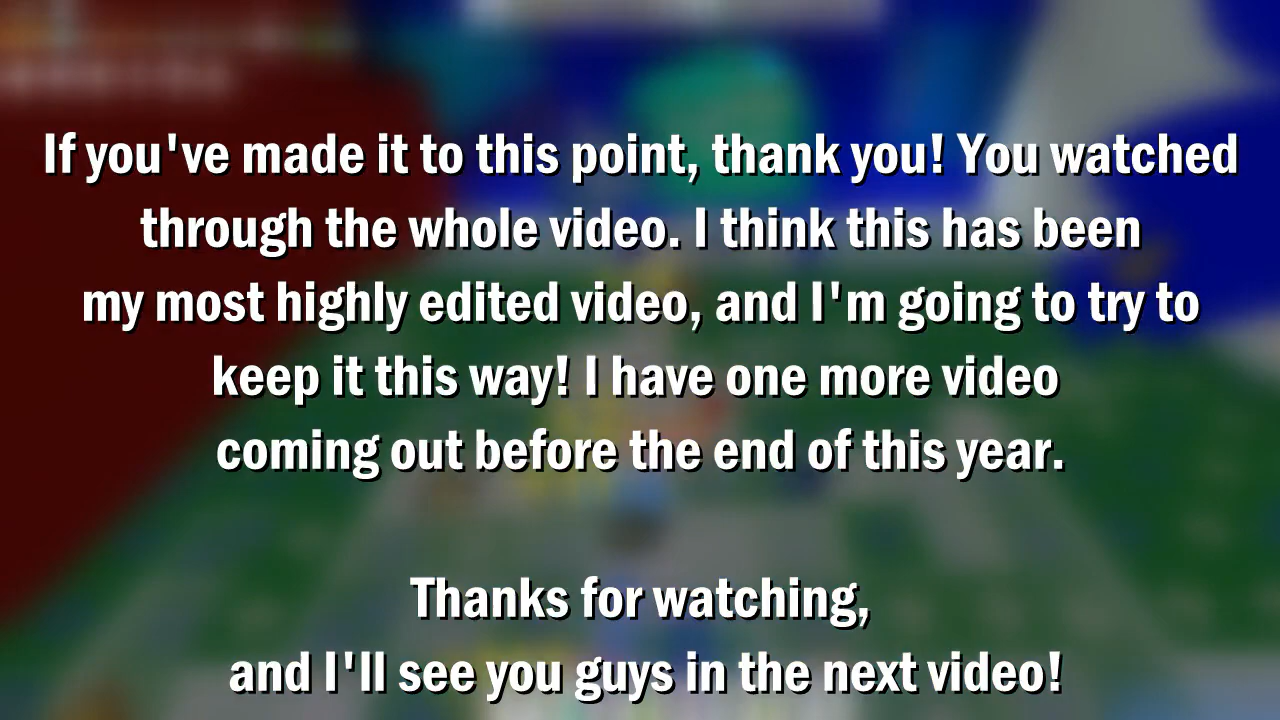 If you've made it to this point, thank you! You watched
through the whole video. I think this has been
my most highly edited video, and I'm going to try to
keep it this way! I have one more video
coming out before the end of this year.
Thanks for watching,
and I'll see you guys in the next video!